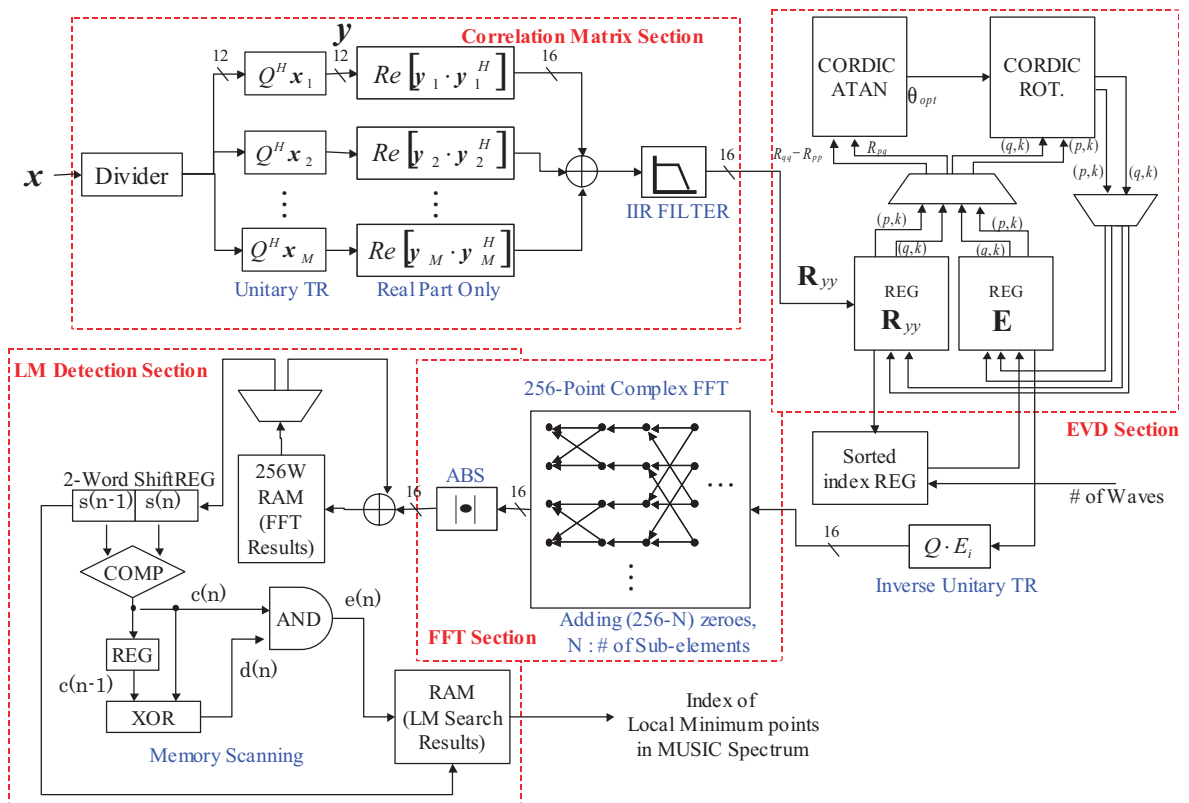 Correlation Matrix Section
y
12
12
16
Q^H x_1
Re [y_1 · y_1^H]
Q^H x_2
Re [y_2 · y_2^H]
x
Divider
Q^H x_M
Re [y_M · y_M^H]
Unitary TR
Real Part Only
IIR FILTER
16
R_yy
CORDIC
ATAN
θ_opt
CORDIC
ROT.
R_qq − R_pp
R_pq
(q,k)
(p,k)
(p,k)
(q,k)
(p,k)
(q,k)
(p,k)
(q,k)
REG
R_yy
REG
E
EVD Section
Sorted
index REG
# of Waves
Q · E_i
16
Inverse Unitary TR
256-Point Complex FFT
...
Adding (256-N) zeroes,
N : # of Sub-elements
FFT Section
ABS
|•|
16
16
LM Detection Section
256W
RAM
(FFT
Results)
2-Word ShiftREG
s(n-1)
s(n)
COMP
c(n)
REG
c(n-1)
XOR
d(n)
AND
e(n)
Memory Scanning
RAM
(LM Search
Results)
Index of
Local Minimum points
in MUSIC Spectrum